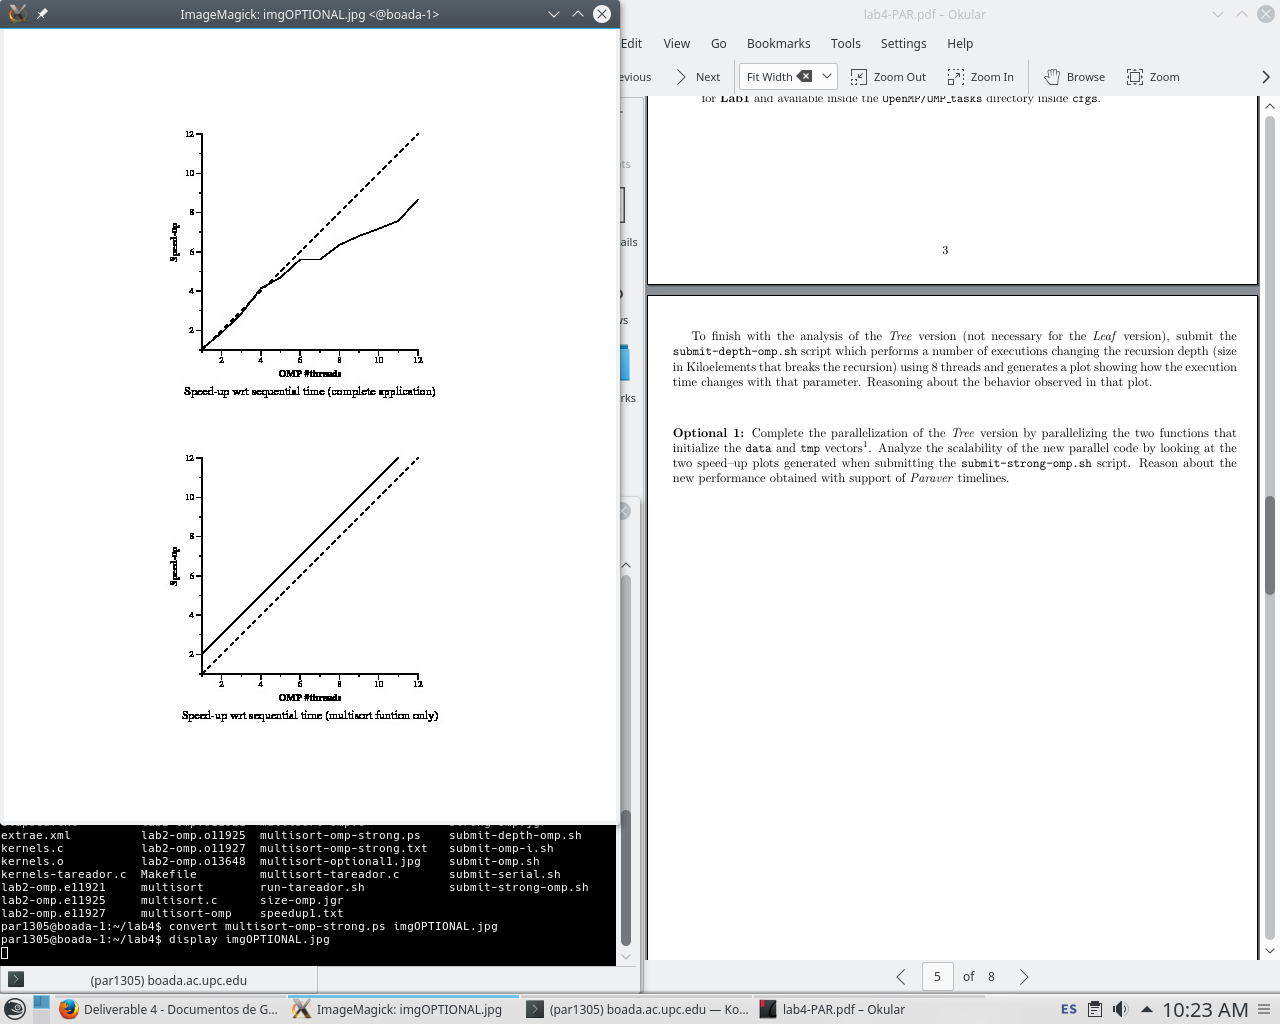 ImageMagick: imgOPTIONAL.jpg <@boada-1>
lab4-PAR.pdf – Okular
Edit View Go Bookmarks Tools Settings Help
evious Next Fit Width Zoom Out Zoom In Browse Zoom
for Lab1 and available inside the OpenMP/OMP_tasks directory inside cfgs.
3
To finish with the analysis of the Tree version (not necessary for the Leaf version), submit the
submit-depth-omp.sh script which performs a number of executions changing the recursion depth (size
in Kiloelements that breaks the recursion) using 8 threads and generates a plot showing how the execution
time changes with that parameter. Reasoning about the behavior observed in that plot.
Optional 1: Complete the parallelization of the Tree version by parallelizing the two functions that
initialize the data and tmp vectors1. Analyze the scalability of the new parallel code by looking at the
two speed–up plots generated when submitting the submit-strong-omp.sh script. Reason about the
new performance obtained with support of Paraver timelines.
nts
ails
ws
rks
12
10
8
6
4
2
Speed-up
2 4 6 8 10 12
OMP #threads
Speed-up wrt sequential time (complete application)
12
10
8
6
4
2
Speed-up
2 4 6 8 10 12
OMP #threads
Speed-up wrt sequential time (multisort funtion only)
extrae.xml lab2-omp.o11925 multisort-omp-strong.ps submit-depth-omp.sh
kernels.c lab2-omp.o11927 multisort-omp-strong.txt submit-omp-i.sh
kernels.o lab2-omp.o13648 multisort-optional1.jpg submit-omp.sh
kernels-tareador.c Makefile multisort-tareador.c submit-serial.sh
lab2-omp.e11921 multisort run-tareador.sh submit-strong-omp.sh
lab2-omp.e11925 multisort.c size-omp.jgr
lab2-omp.e11927 multisort-omp speedup1.txt
par1305@boada-1:~/lab4$ convert multisort-omp-strong.ps imgOPTIONAL.jpg
par1305@boada-1:~/lab4$ display imgOPTIONAL.jpg
(par1305) boada.ac.upc.edu
5 of 8
Deliverable 4 - Documentos de G...
ImageMagick: imgOPTIONAL.jpg
(par1305) boada.ac.upc.edu — Ko...
lab4-PAR.pdf – Okular
ES
10:23 AM